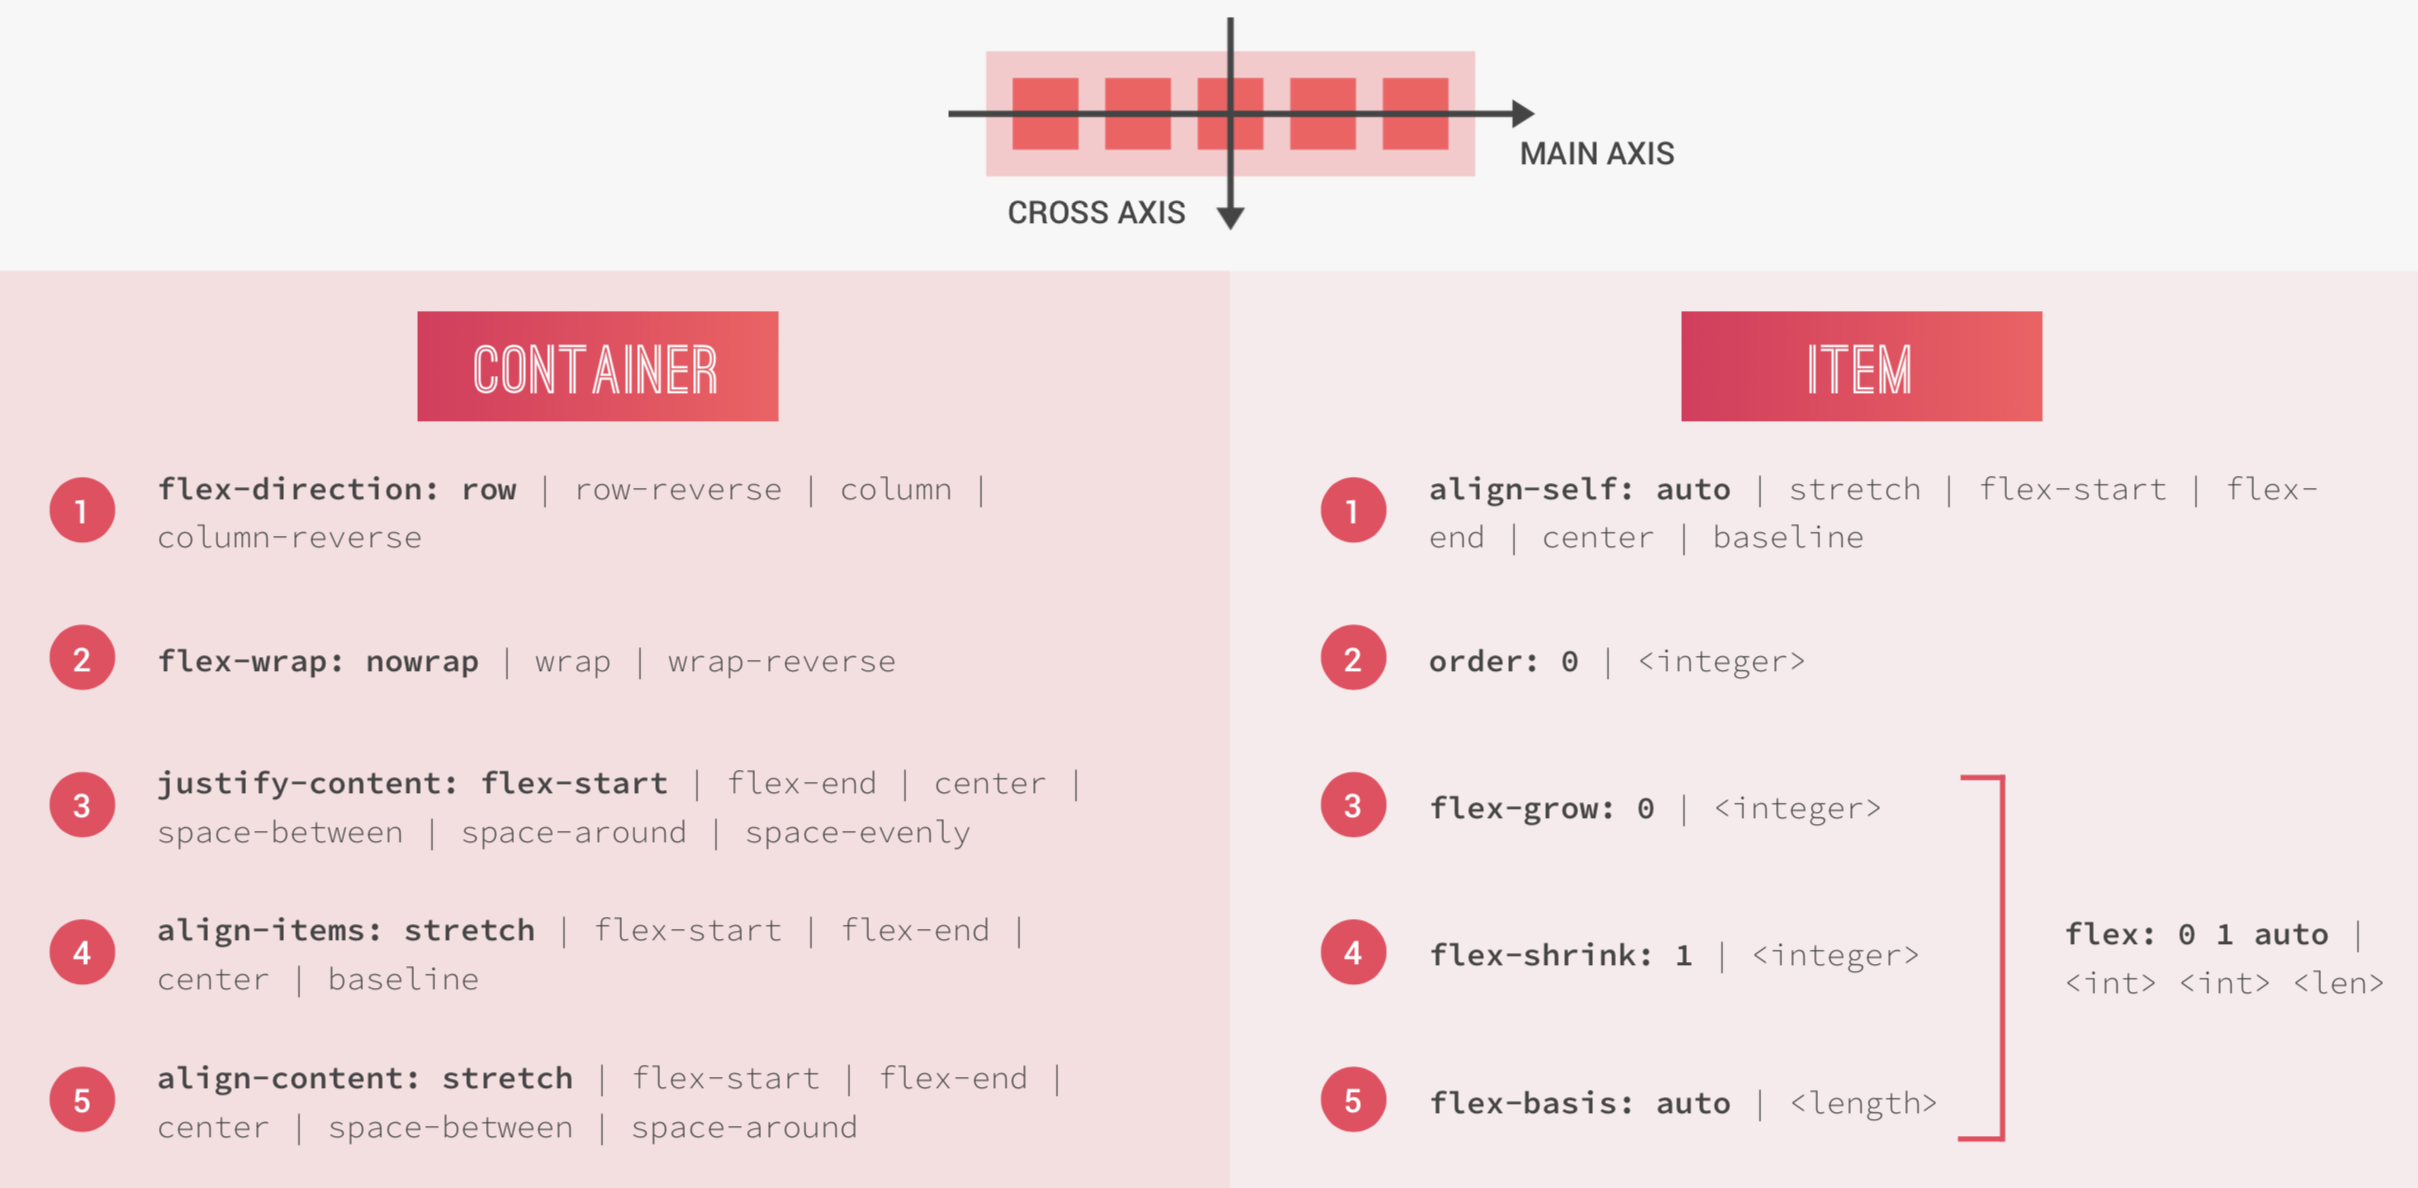 MAIN AXIS
CROSS AXIS
CONTAINER
1
flex-direction: row | row-reverse | column |
column-reverse
2
flex-wrap: nowrap | wrap | wrap-reverse
3
justify-content: flex-start | flex-end | center |
space-between | space-around | space-evenly
4
align-items: stretch | flex-start | flex-end |
center | baseline
5
align-content: stretch | flex-start | flex-end |
center | space-between | space-around
ITEM
1
align-self: auto | stretch | flex-start | flex-
end | center | baseline
2
order: 0 | <integer>
3
flex-grow: 0 | <integer>
4
flex-shrink: 1 | <integer>
5
flex-basis: auto | <length>
flex: 0 1 auto |
<int> <int> <len>